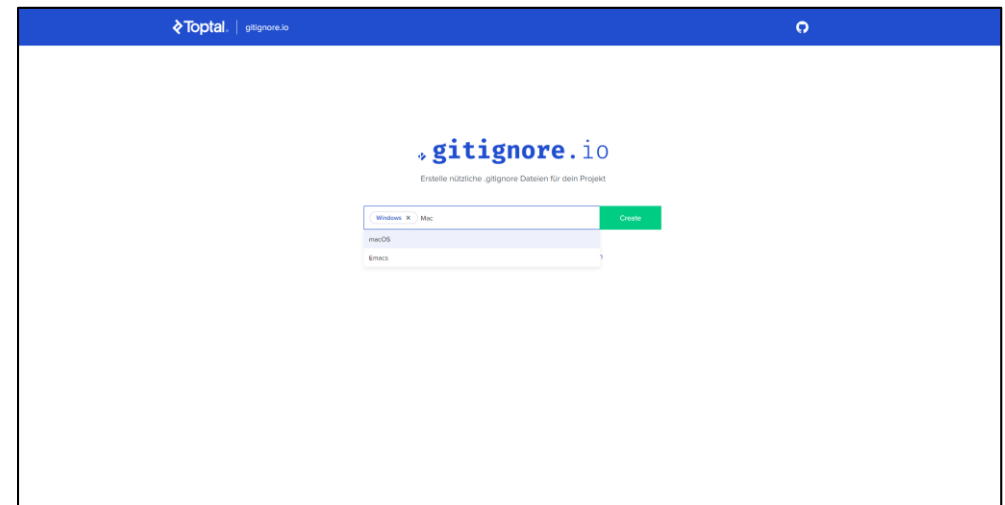 Toptal. | gitignore.io
.gitignore.io
Erstelle nützliche .gitignore Dateien für dein Projekt
Windows × Mac Create
macOS
Emacs